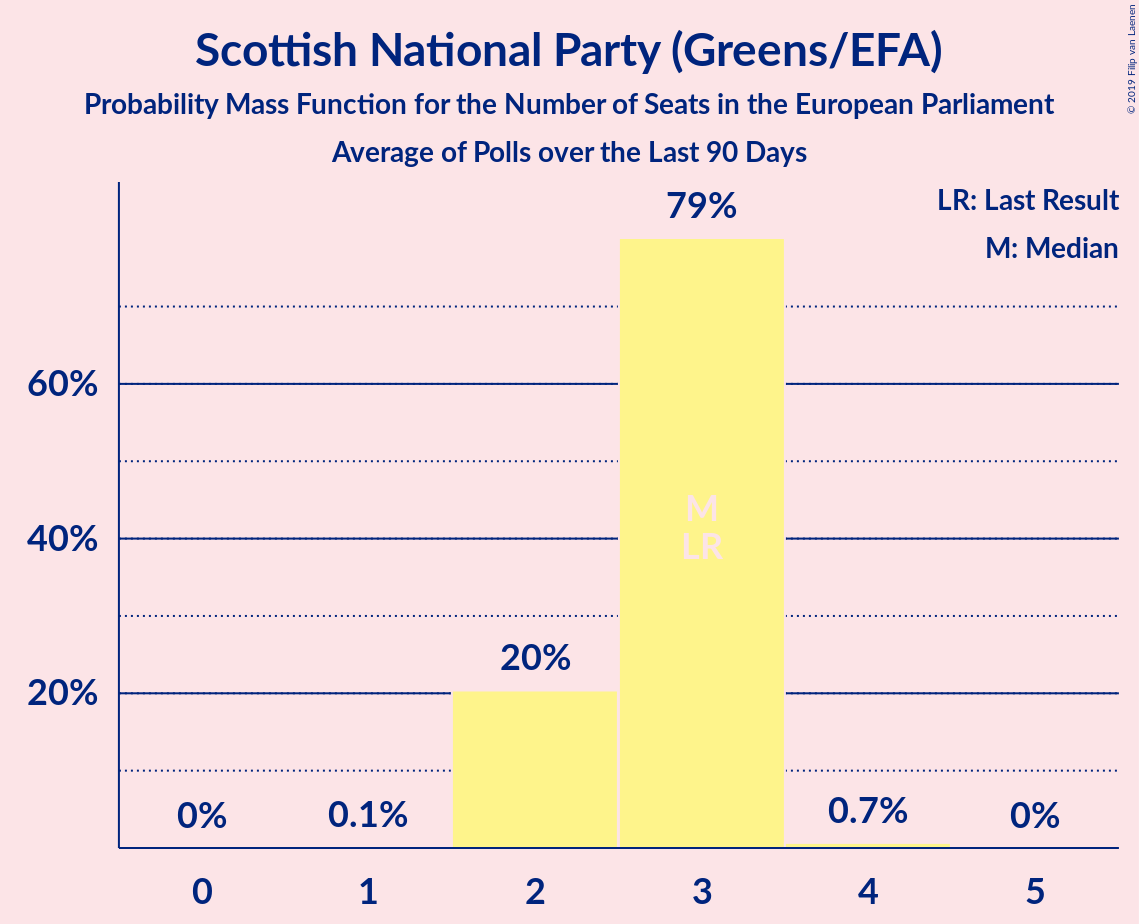 Scottish National Party (Greens/EFA)
Probability Mass Function for the Number of Seats in the European Parliament
Average of Polls over the Last 90 Days
© 2019 Filip van Laenen
LR: Last Result
M: Median
79%
60%
M
40%
LR
20%
20%
0%
0.1%
0.7%
0%
0 1 2 3 4 5